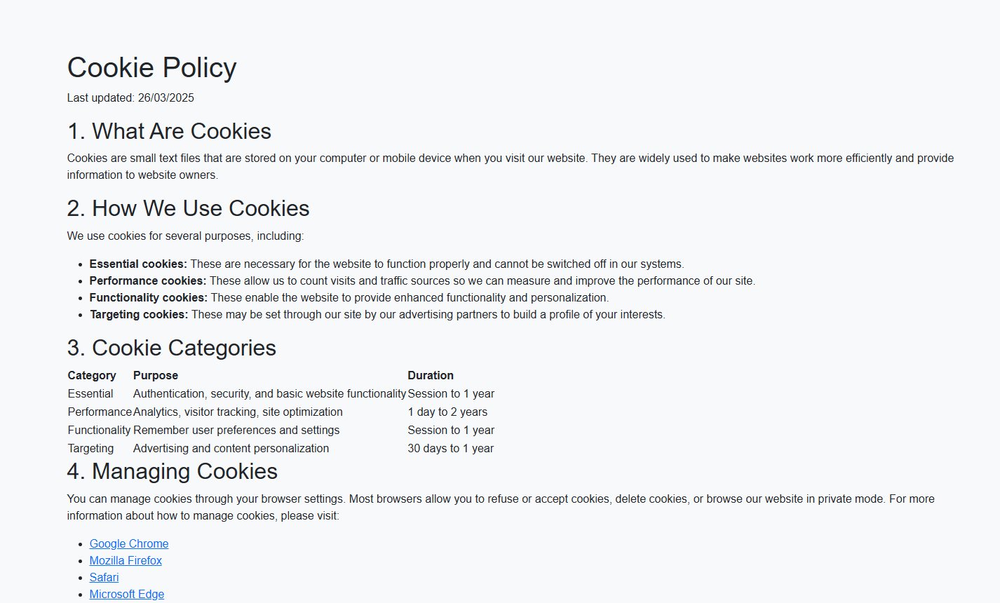 Cookie Policy
Last updated: 26/03/2025
1. What Are Cookies
Cookies are small text files that are stored on your computer or mobile device when you visit our website. They are widely used to make websites work more efficiently and provide
information to website owners.
2. How We Use Cookies
We use cookies for several purposes, including:
• Essential cookies: These are necessary for the website to function properly and cannot be switched off in our systems.
• Performance cookies: These allow us to count visits and traffic sources so we can measure and improve the performance of our site.
• Functionality cookies: These enable the website to provide enhanced functionality and personalization.
• Targeting cookies: These may be set through our site by our advertising partners to build a profile of your interests.
3. Cookie Categories
Category Purpose Duration
Essential Authentication, security, and basic website functionality Session to 1 year
Performance Analytics, visitor tracking, site optimization 1 day to 2 years
Functionality Remember user preferences and settings Session to 1 year
Targeting Advertising and content personalization 30 days to 1 year
4. Managing Cookies
You can manage cookies through your browser settings. Most browsers allow you to refuse or accept cookies, delete cookies, or browse our website in private mode. For more
information about how to manage cookies, please visit:
• Google Chrome
• Mozilla Firefox
• Safari
• Microsoft Edge